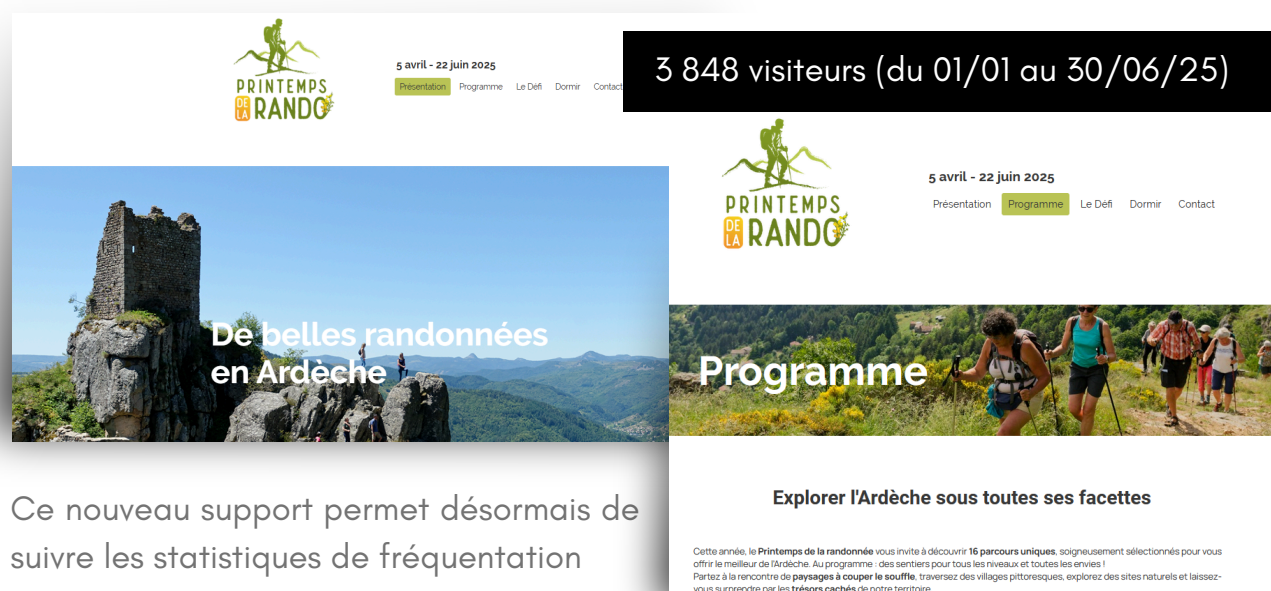 PRINTEMPS
DE LA RANDO
5 avril - 22 juin 2025
Présentation Programme Le Défi Dormir Contact
3 848 visiteurs (du 01/01 au 30/06/25)
De belles randonnées
en Ardèche
PRINTEMPS
DE LA RANDO
5 avril - 22 juin 2025
Présentation Programme Le Défi Dormir Contact
Programme
Explorer l'Ardèche sous toutes ses facettes
Cette année, le Printemps de la randonnée vous invite à découvrir 16 parcours uniques, soigneusement sélectionnés pour vous
offrir le meilleur de l'Ardèche. Au programme : des sentiers pour tous les niveaux et toutes les envies !
Partez à la rencontre de paysages à couper le souffle, traversez des villages pittoresques, explorez des sites naturels et laissez-
vous surprendre par les trésors cachés de notre territoire.
Ce nouveau support permet désormais de
suivre les statistiques de fréquentation